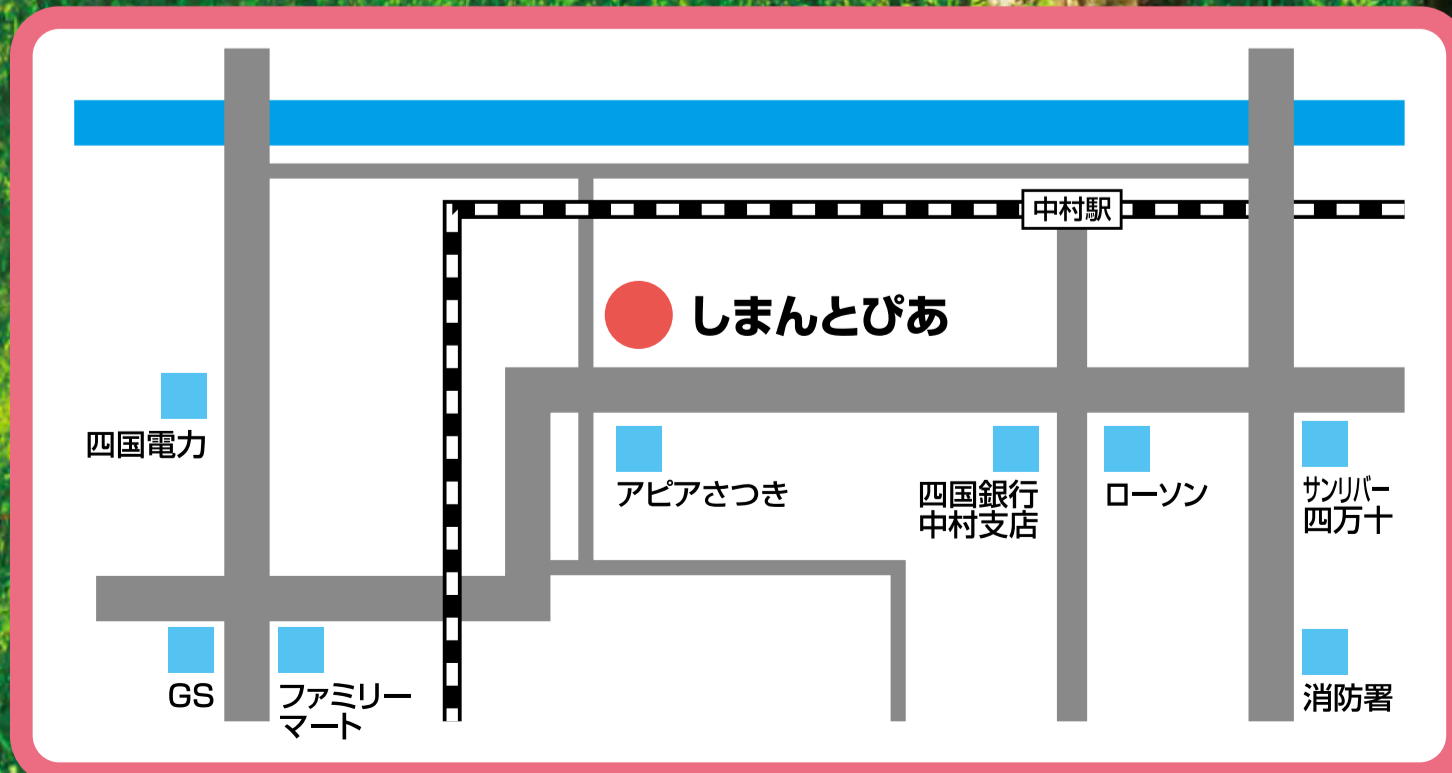 中村駅
しまんとぴあ
四国電力
アピアさつき
四国銀行
中村支店
ローソン
サンリバー
四万十
GS
ファミリー
マート
消防署